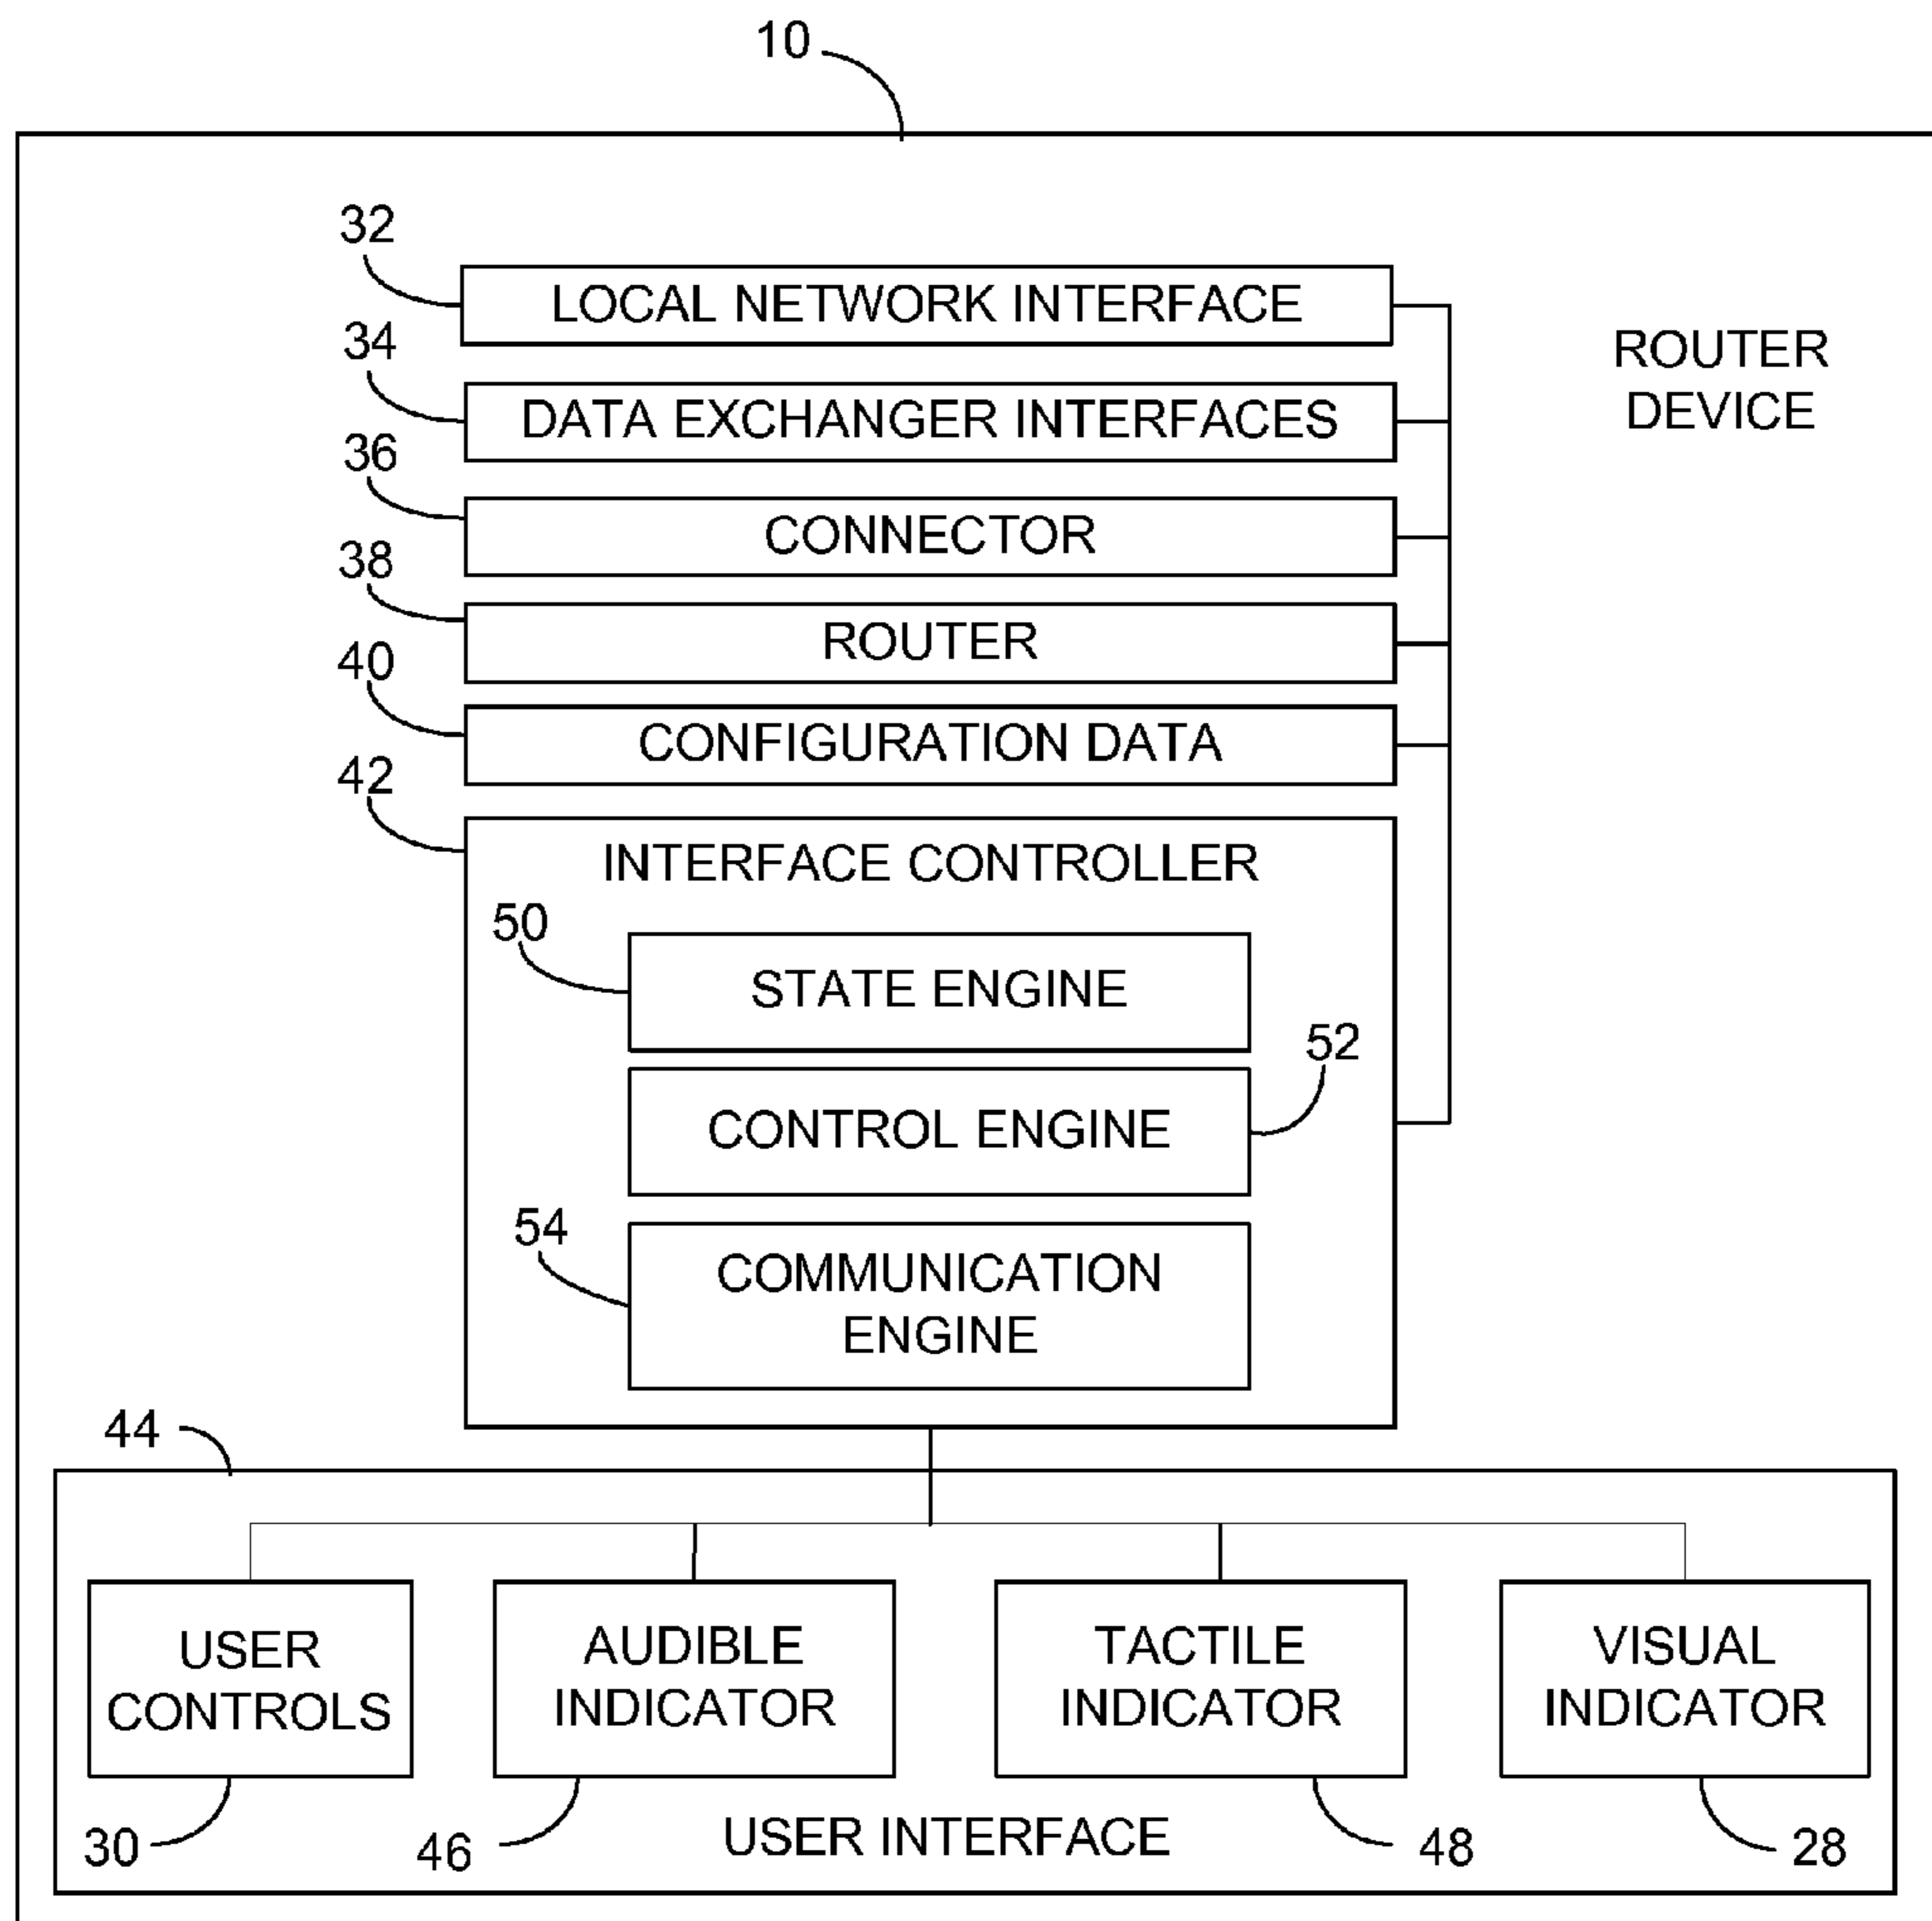 10
32
LOCAL NETWORK INTERFACE
ROUTER
DEVICE
34
DATA EXCHANGER INTERFACES
36
CONNECTOR
38
ROUTER
40
CONFIGURATION DATA
42
INTERFACE CONTROLLER
50
STATE ENGINE
52
CONTROL ENGINE
54
COMMUNICATION
ENGINE
44
USER
CONTROLS
AUDIBLE
INDICATOR
TACTILE
INDICATOR
VISUAL
INDICATOR
30
46
USER INTERFACE
48
28